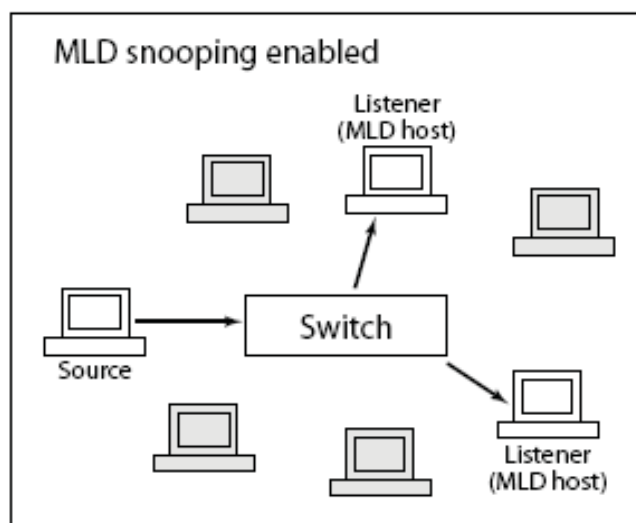 MLD snooping enabled
Listener
(MLD host)
Switch
Source
Listener
(MLD host)